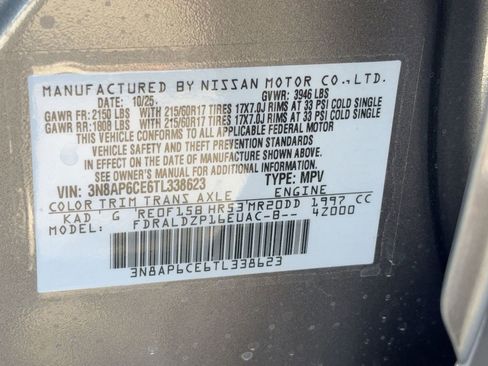 MANUFACTURED BY NISSAN MOTOR CO.,LTD.
DATE: 10/25 GVWR: 3946 LBS
GAWR FR: 2150 LBS WITH 215/60R17 TIRES 17X7.0J RIMS AT 33 PSI COLD SINGLE
GAWR RR: 1808 LBS WITH 215/60R17 TIRES 17X7.0J RIMS AT 33 PSI COLD SINGLE
THIS VEHICLE CONFORMS TO ALL APPLICABLE FEDERAL MOTOR
VEHICLE SAFETY AND BUMPER STANDARDS IN EFFECT ON THE
DATE OF MANUFACTURE SHOWN ABOVE.
SEE OWNER'S MANUAL FOR ADDITIONAL INFORMATION.
VIN: 3N8AP6CE6TL338623 TYPE: MPV
COLOR TRIM TRANS AXLE ENGINE
KAD G RE0F15B HR53 MR20DD 1997 CC
MODEL: FDRALDZP16EUAC-B-- 4Z000
3N8AP6CE6TL338623